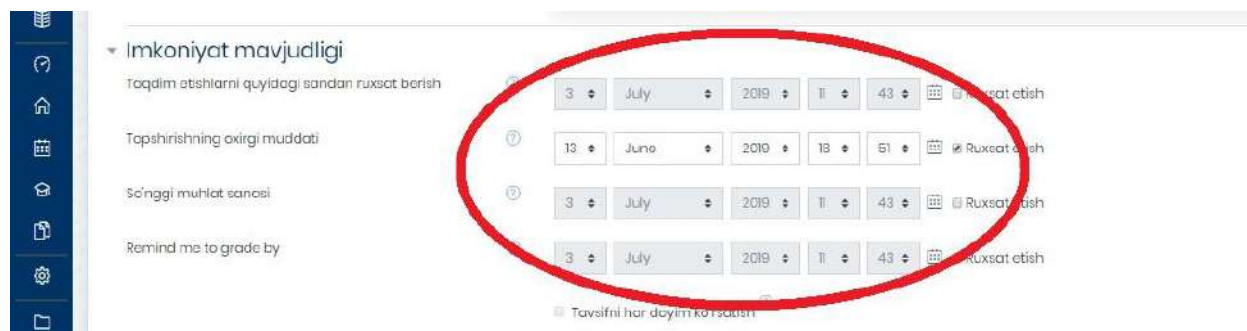 Imkoniyat mavjudligi
Taqdim etishlarni quyidagi sanadan ruxsat berish 3 July 2019 11 43 Ruxsat etish
Topshirishning oxirgi muddati 13 June 2019 18 51 Ruxsat etish
So'nggi muhlat sanasi 3 July 2019 11 43 Ruxsat etish
Remind me to grade by 3 July 2019 11 43 Ruxsat etish
Tavsifni har doyim ko'rsatish